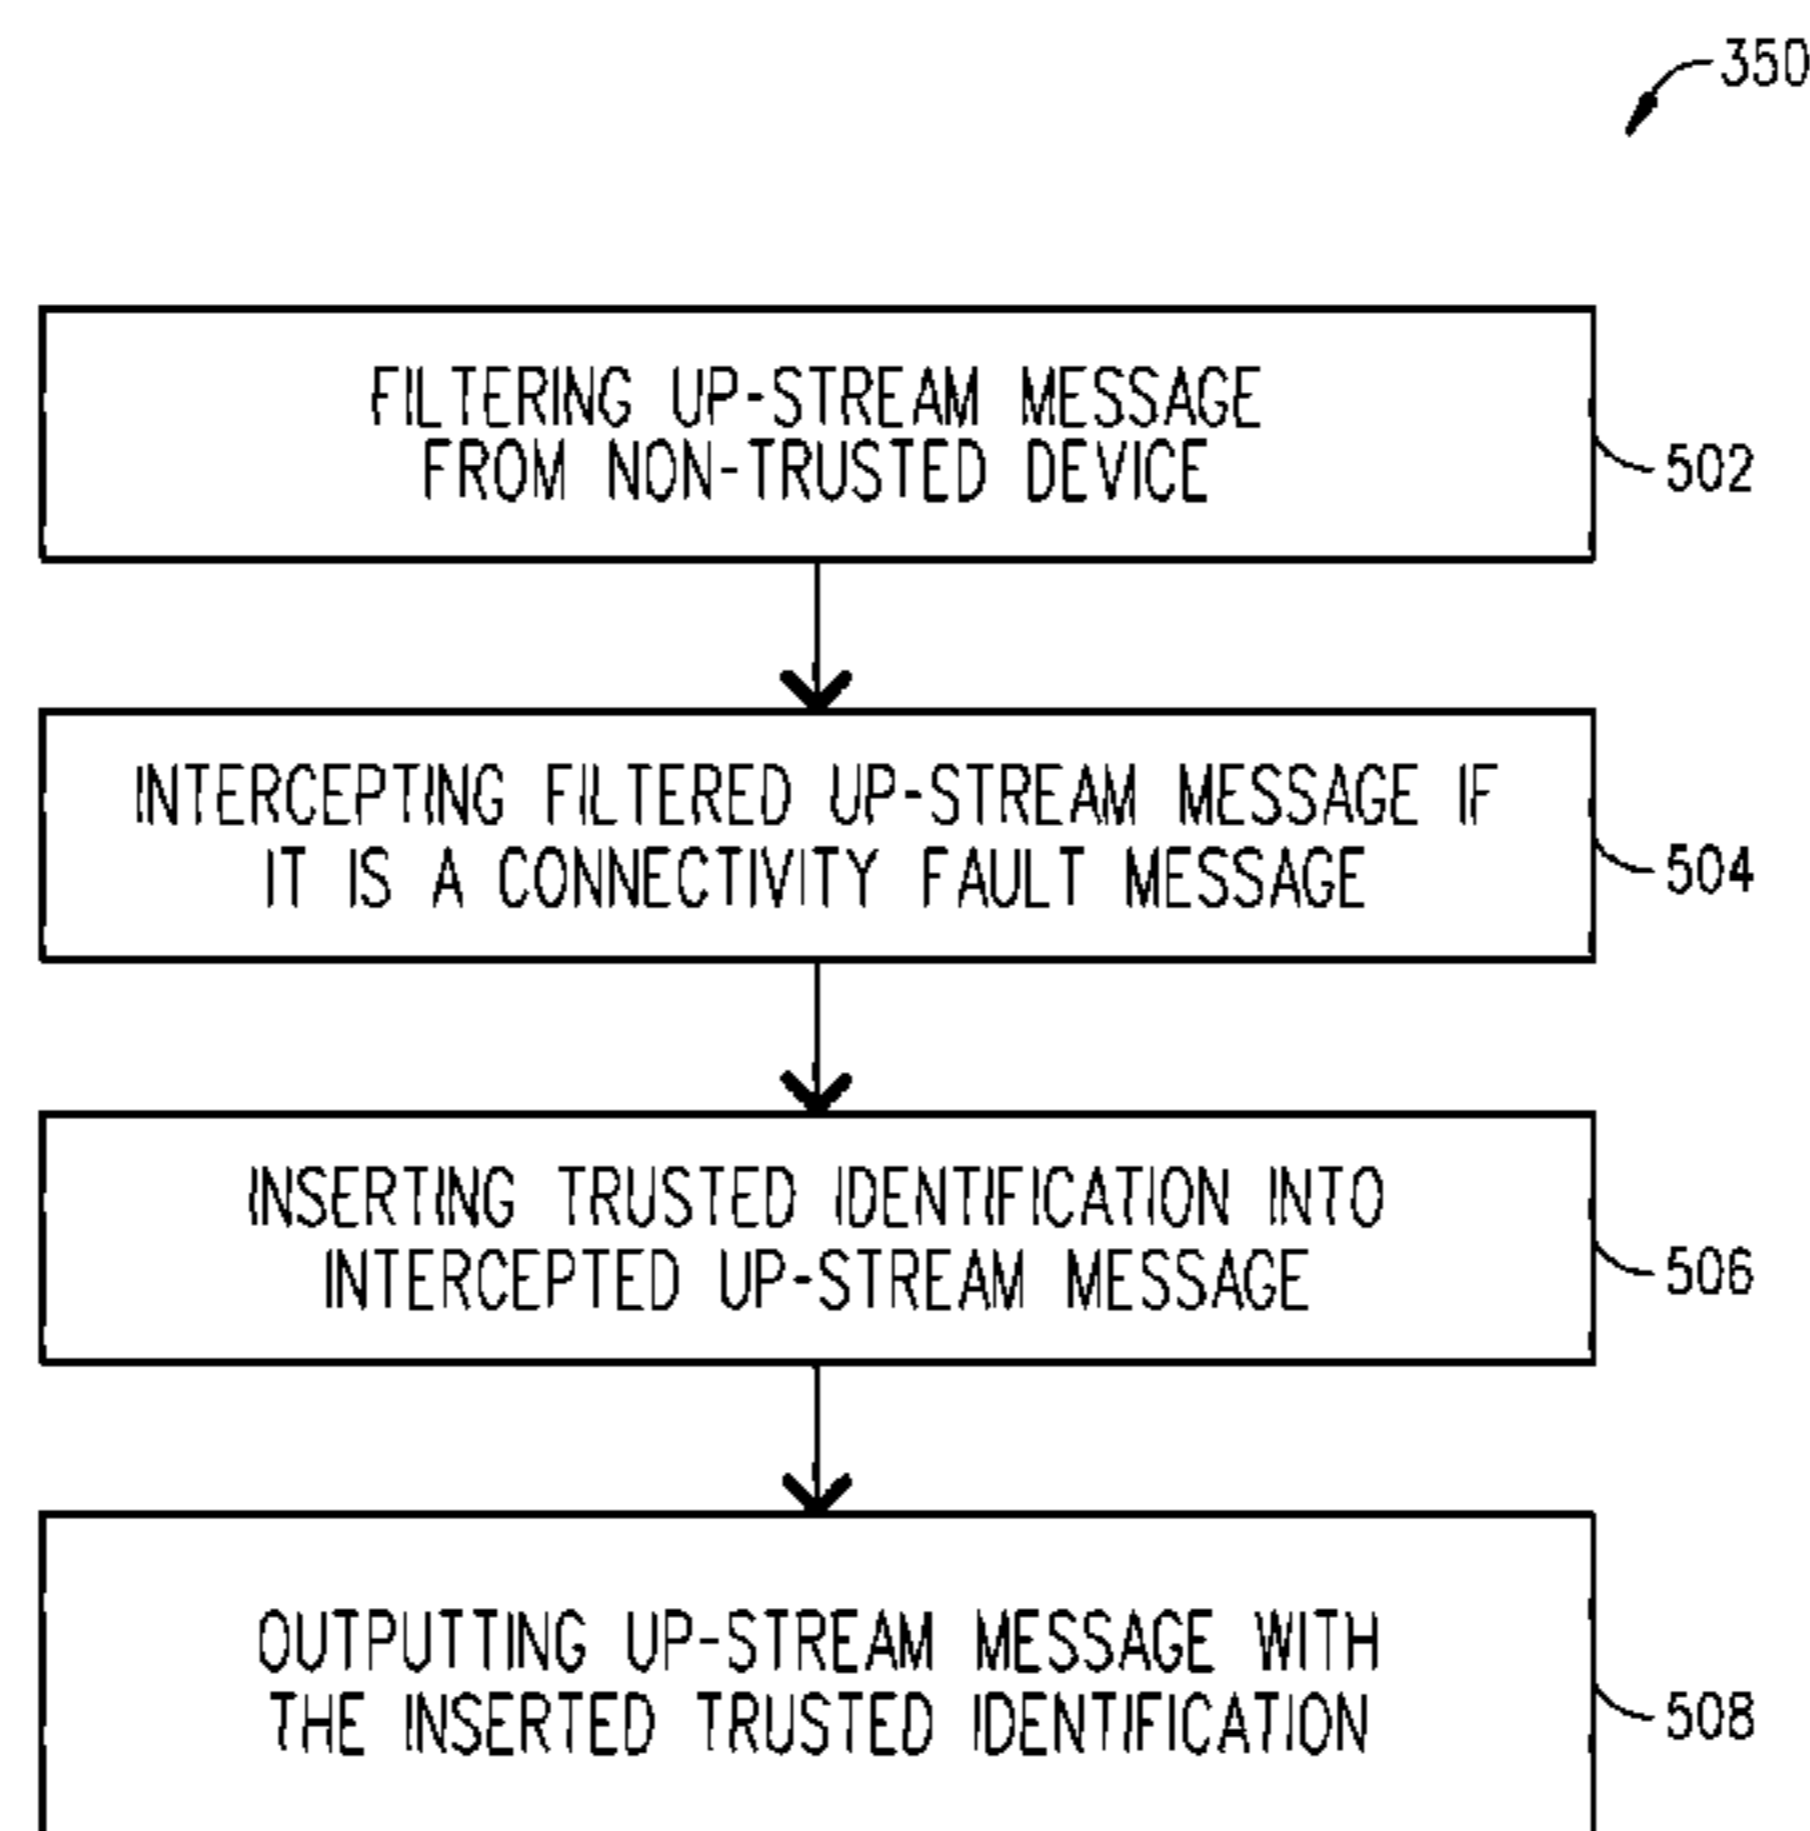 350
FILTERING UP-STREAM MESSAGE
FROM NON-TRUSTED DEVICE
502
INTERCEPTING FILTERED UP-STREAM MESSAGE IF
IT IS A CONNECTIVITY FAULT MESSAGE
504
INSERTING TRUSTED IDENTIFICATION INTO
INTERCEPTED UP-STREAM MESSAGE
506
OUTPUTTING UP-STREAM MESSAGE WITH
THE INSERTED TRUSTED IDENTIFICATION
508